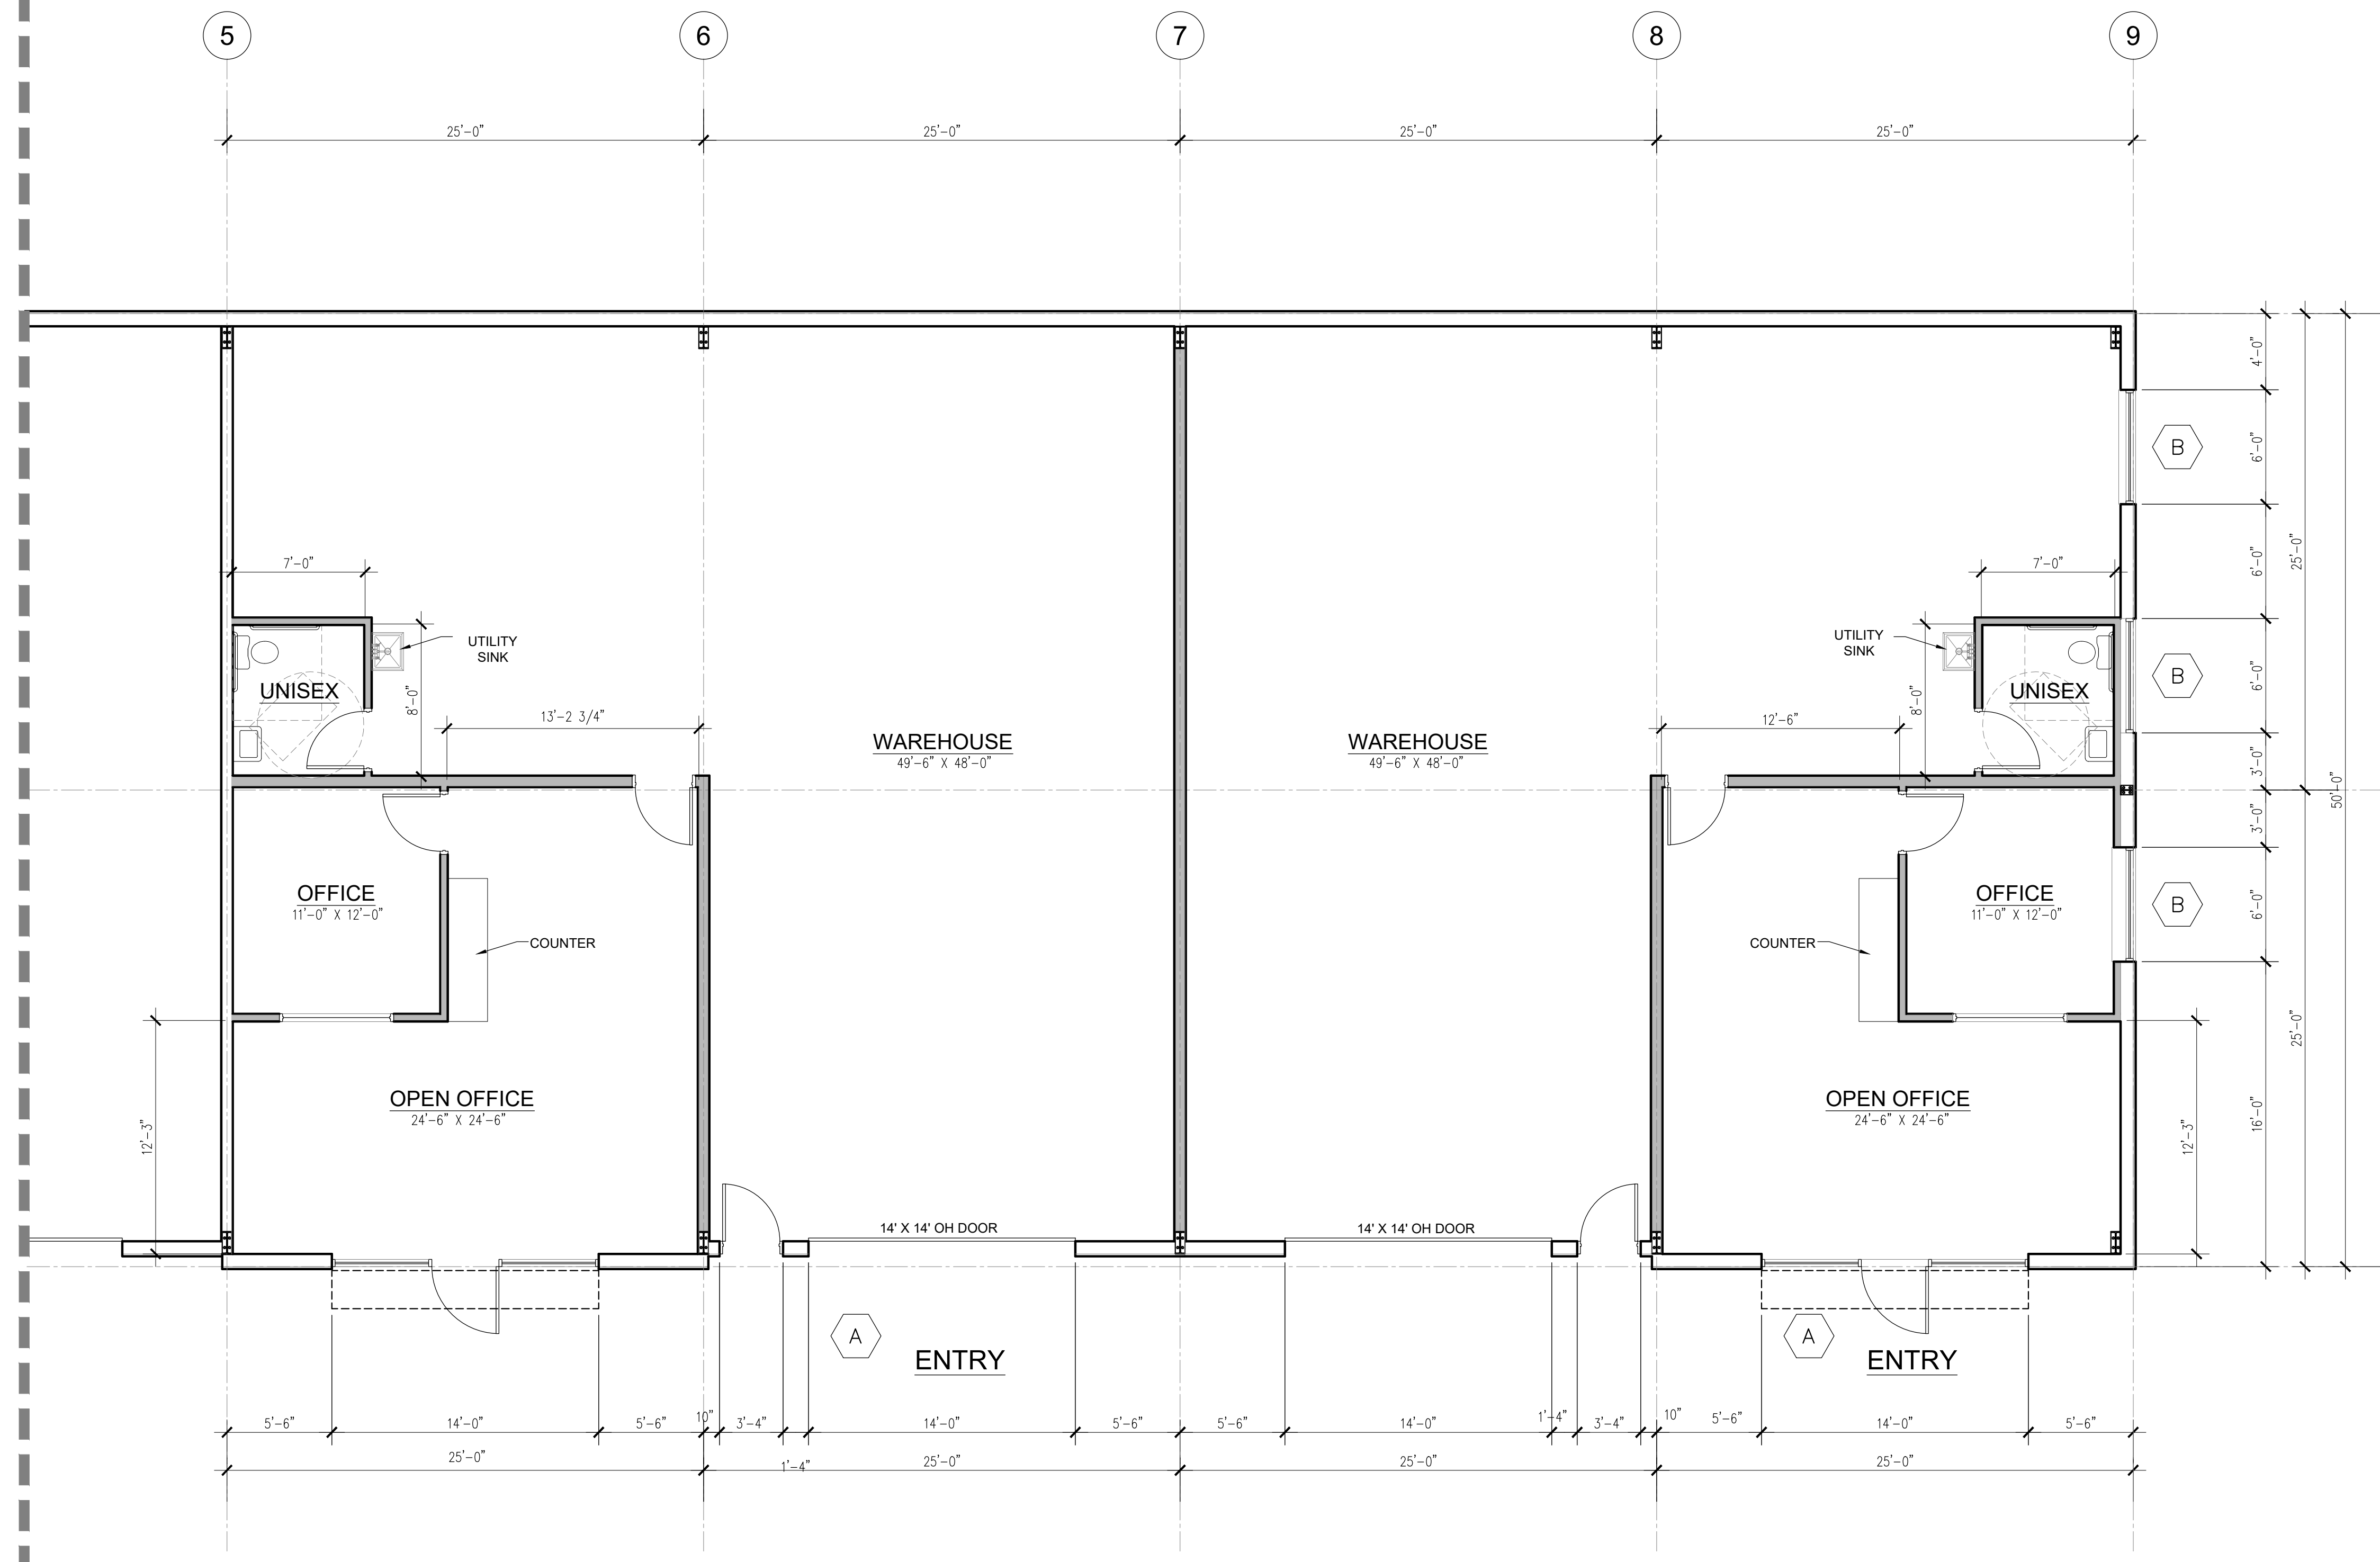 5
6
7
8
9
25'-0"
25'-0"
25'-0"
25'-0"
4'-0"
6'-0"
B
6'-0"
25'-0"
7'-0"
7'-0"
UTILITY
SINK
UTILITY
SINK
UNISEX
UNISEX
8'-0"
8'-0"
6'-0"
B
13'-2 3/4"
12'-6"
WAREHOUSE
49'-6" X 48'-0"
WAREHOUSE
49'-6" X 48'-0"
3'-0"
50'-0"
3'-0"
OFFICE
11'-0" X 12'-0"
OFFICE
11'-0" X 12'-0"
B
6'-0"
COUNTER
COUNTER
25'-0"
OPEN OFFICE
24'-6" X 24'-6"
OPEN OFFICE
24'-6" X 24'-6"
12'-3"
12'-3"
16'-0"
14' X 14' OH DOOR
14' X 14' OH DOOR
A
A
ENTRY
ENTRY
5'-6"
14'-0"
5'-6"
10"
3'-4"
14'-0"
5'-6"
5'-6"
14'-0"
1'-4"
3'-4"
10"
5'-6"
14'-0"
5'-6"
25'-0"
1'-4"
25'-0"
25'-0"
25'-0"